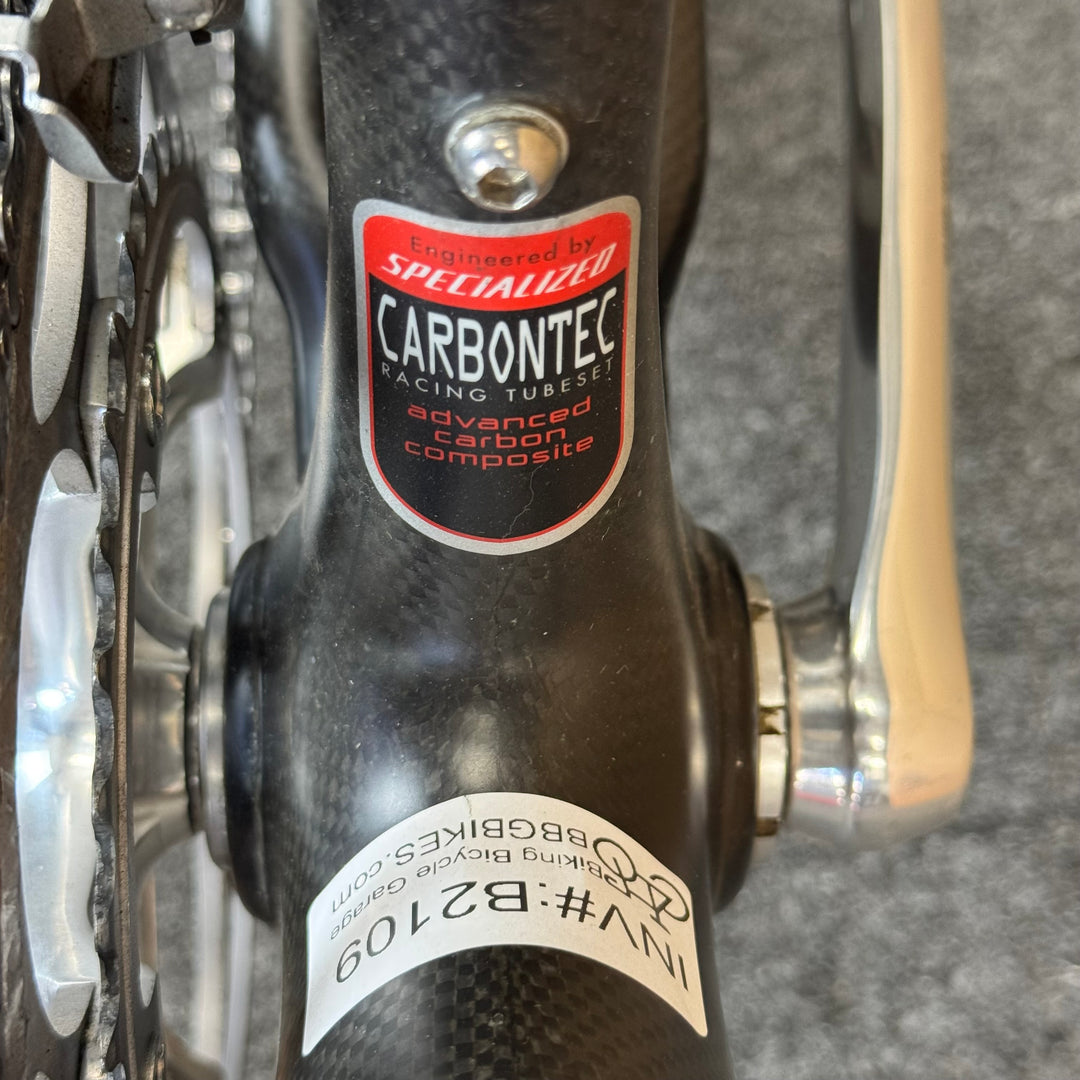 Engineered by
SPECIALIZED
CARBONTEC
RACING TUBESET
advanced
carbon
composite
INV#:B2109
Biking Bicycle Garage
BBGBIKES.com